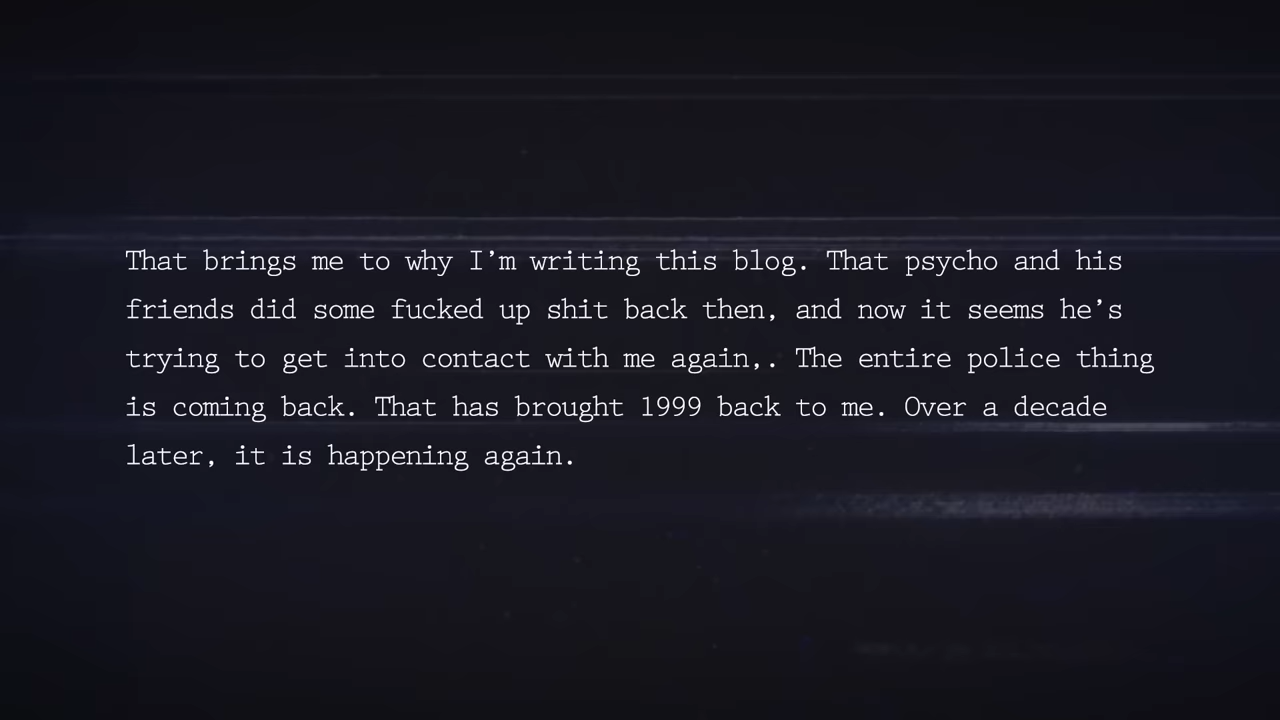 That brings me to why I’m writing this blog. That psycho and his
friends did some fucked up shit back then, and now it seems he’s
trying to get into contact with me again,. The entire police thing
is coming back. That has brought 1999 back to me. Over a decade
later, it is happening again.